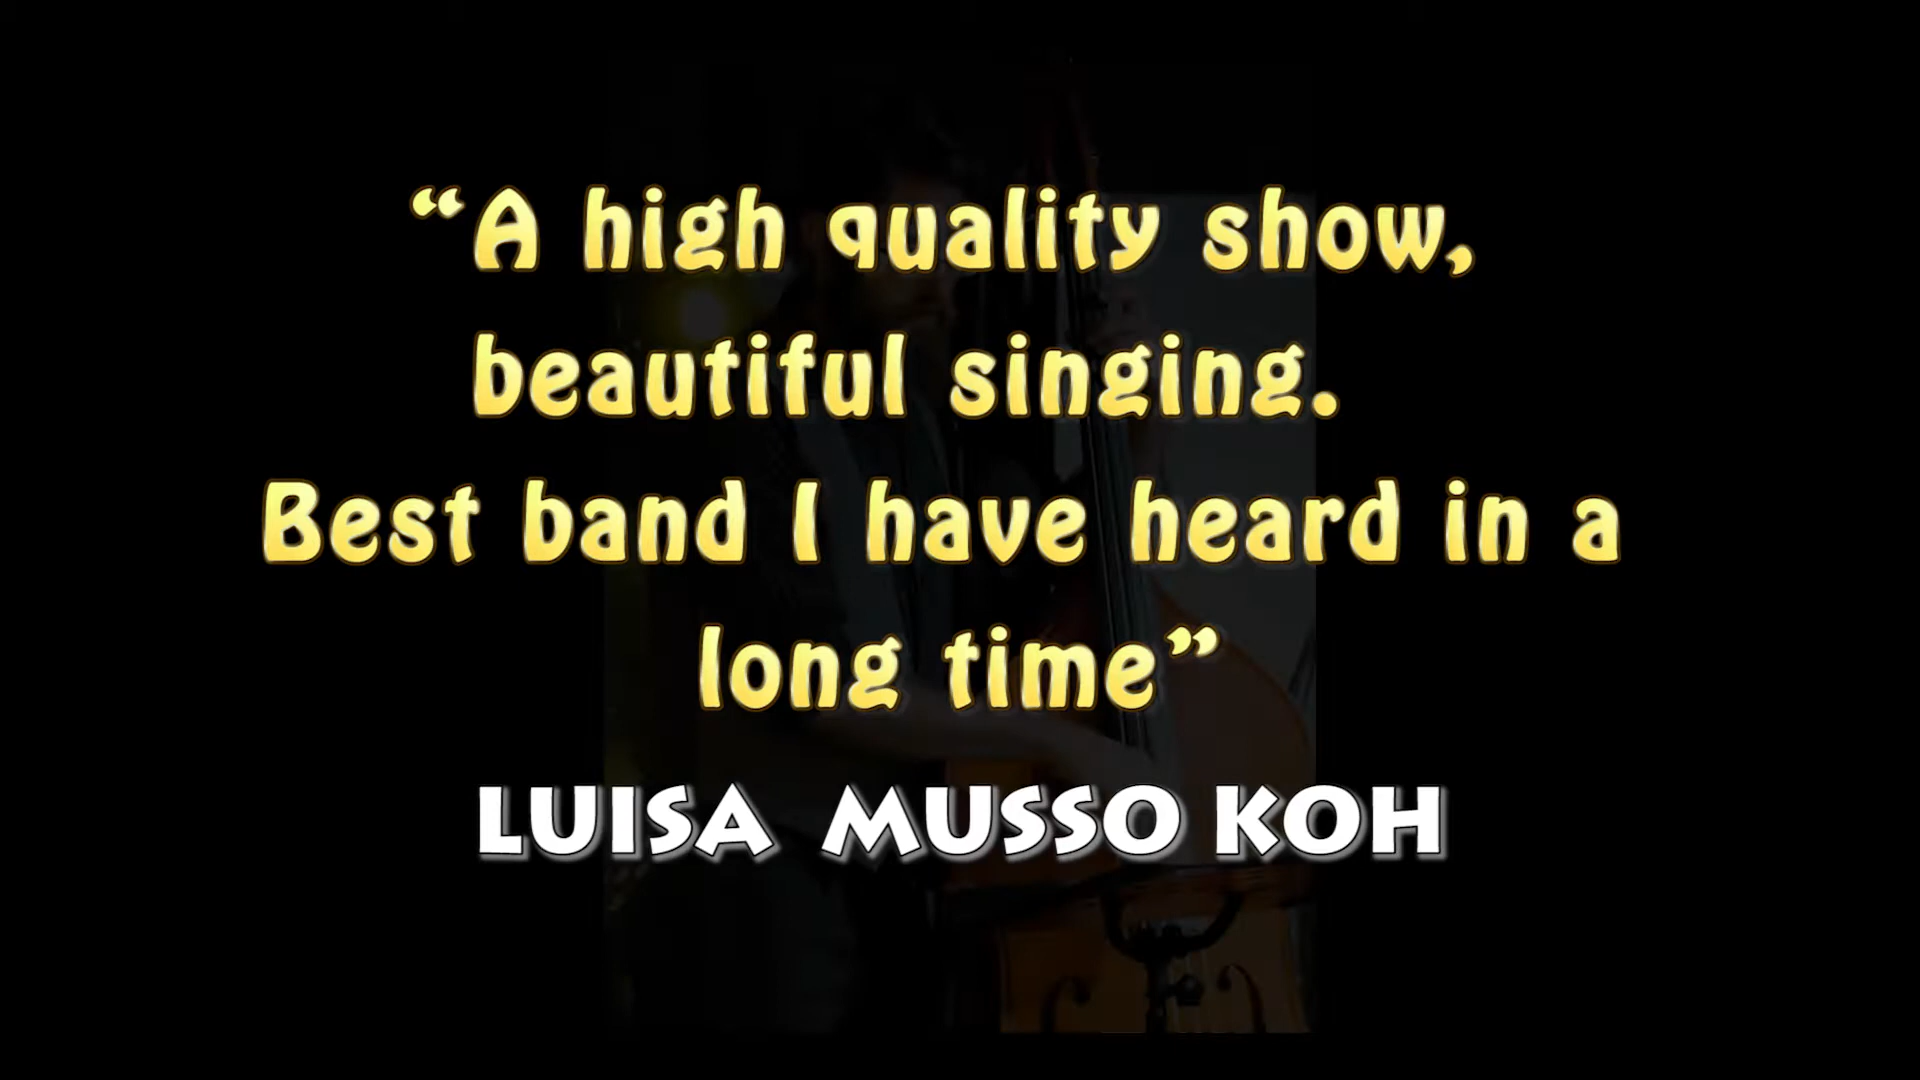 “A high quality show,
beautiful singing.
Best band I have heard in a
long time”
LUISA MUSSO KOH